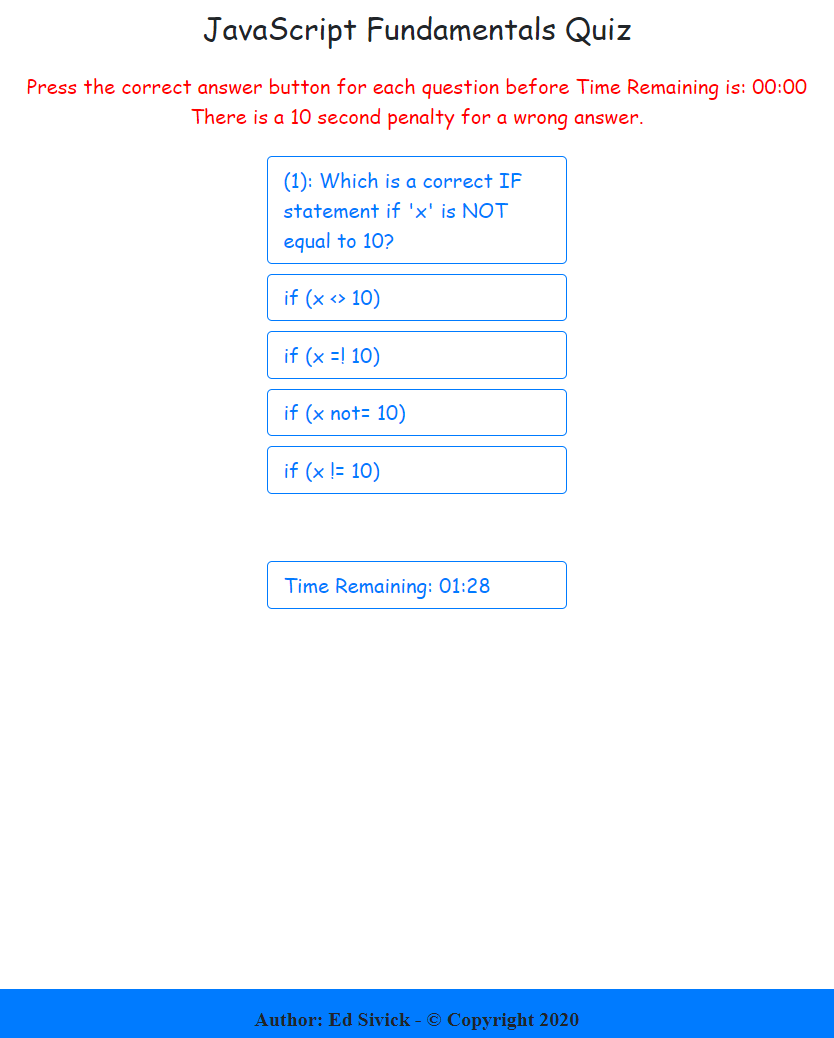 JavaScript Fundamentals Quiz
Press the correct answer button for each question before Time Remaining is: 00:00
There is a 10 second penalty for a wrong answer.
(1): Which is a correct IF
statement if 'x' is NOT
equal to 10?
if (x <> 10)
if (x =! 10)
if (x not= 10)
if (x != 10)
Time Remaining: 01:28
Author: Ed Sivick - © Copyright 2020